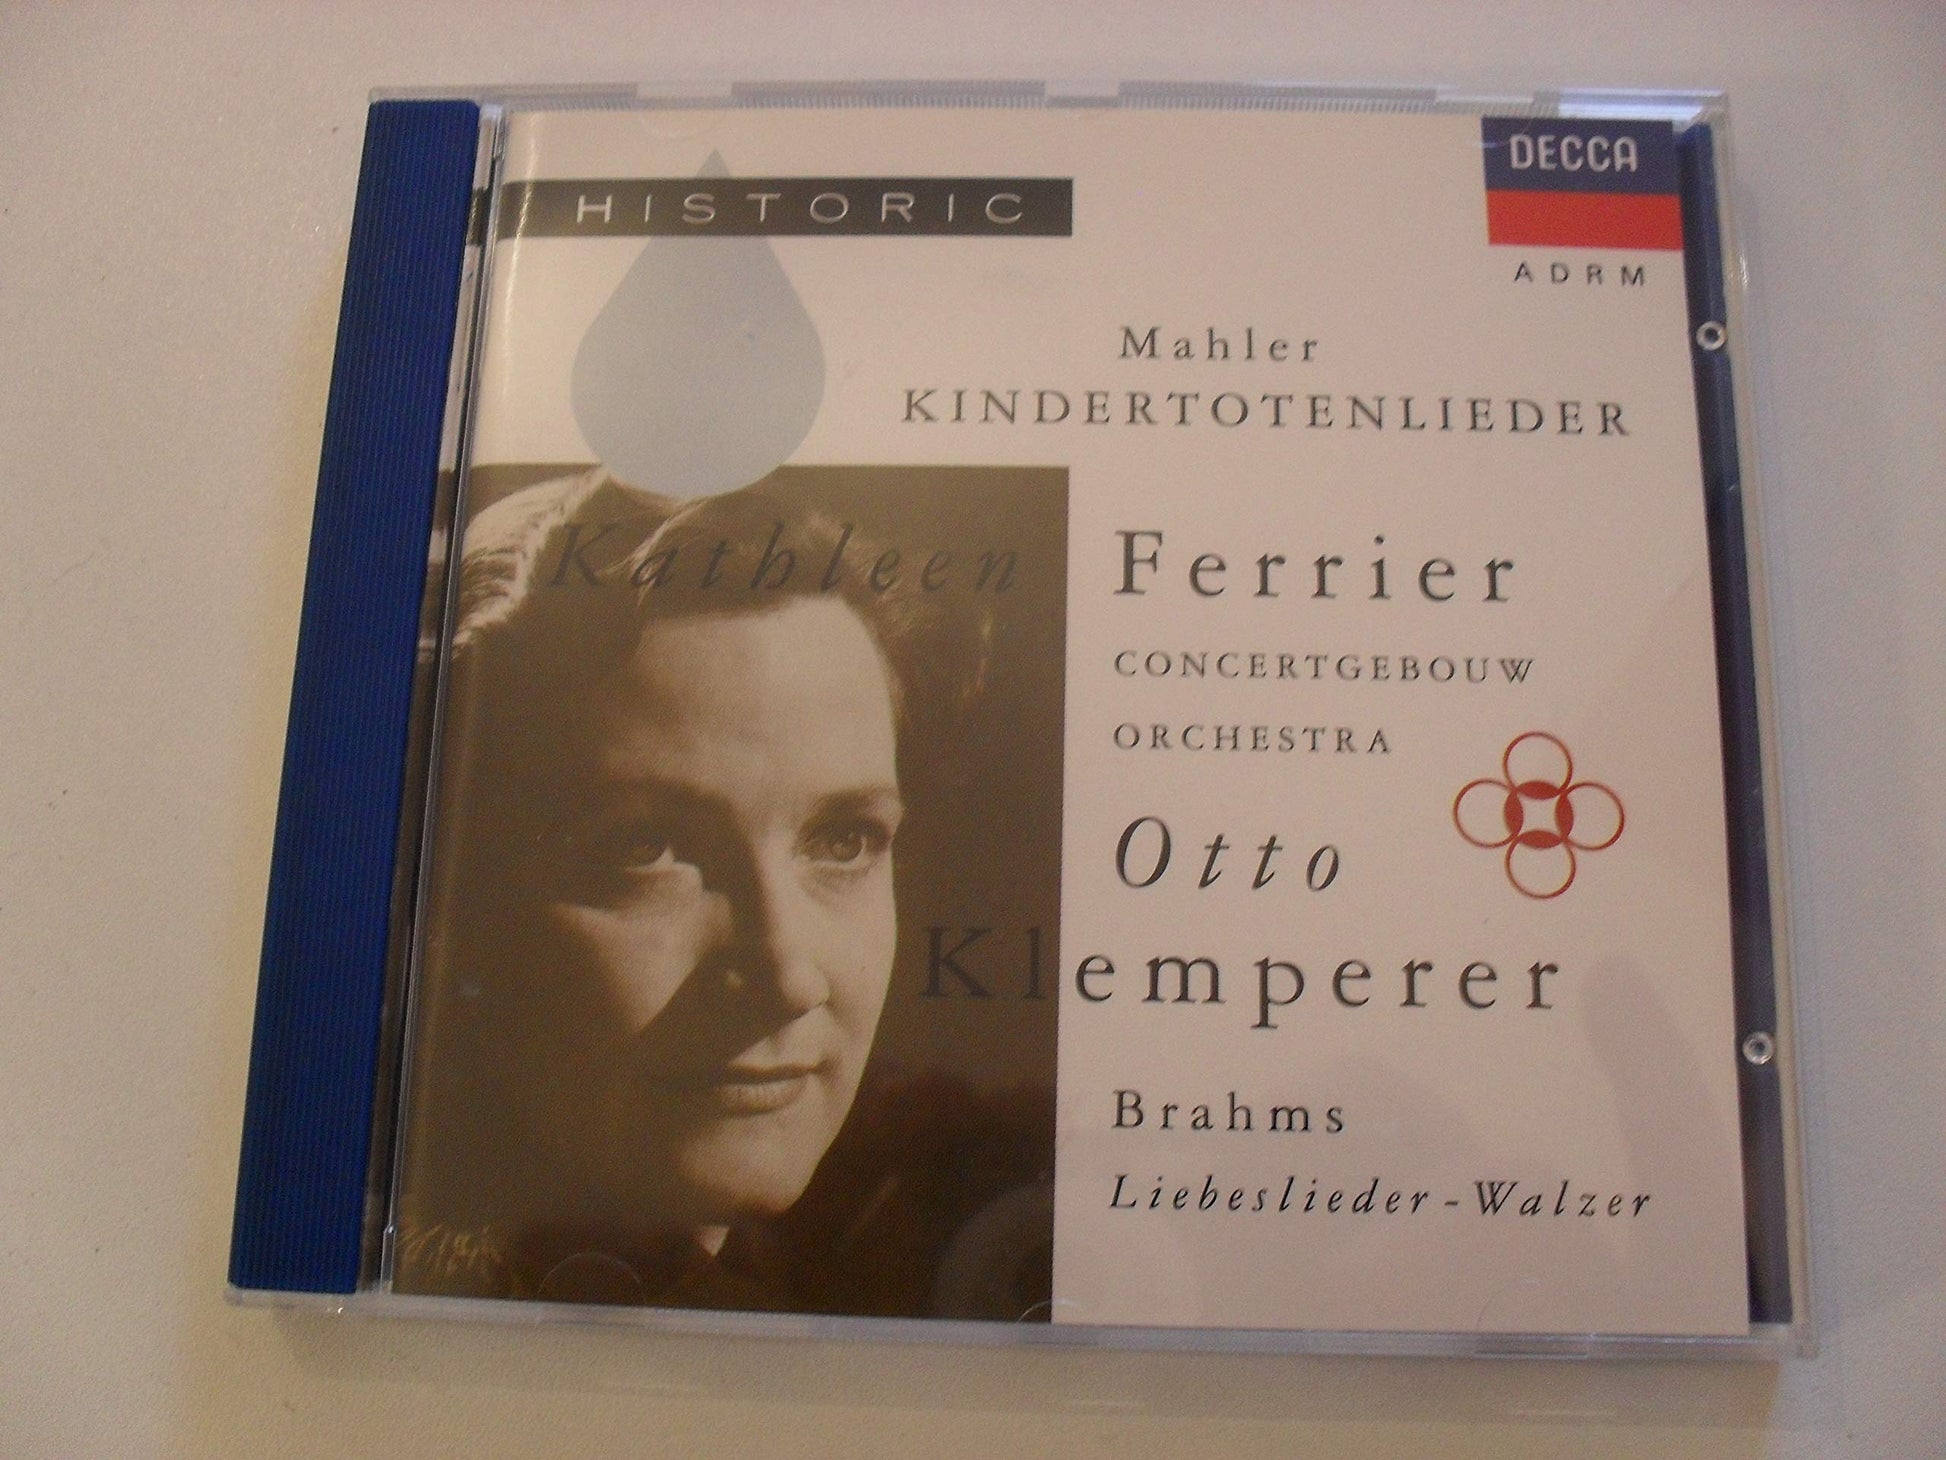 HISTORIC
DECCA
ADRM
Mahler
KINDERTOTENLIEDER
Kathleen Ferrier
CONCERTGEBOUW
ORCHESTRA
Otto
Klemperer
Brahms
Liebeslieder-Walzer